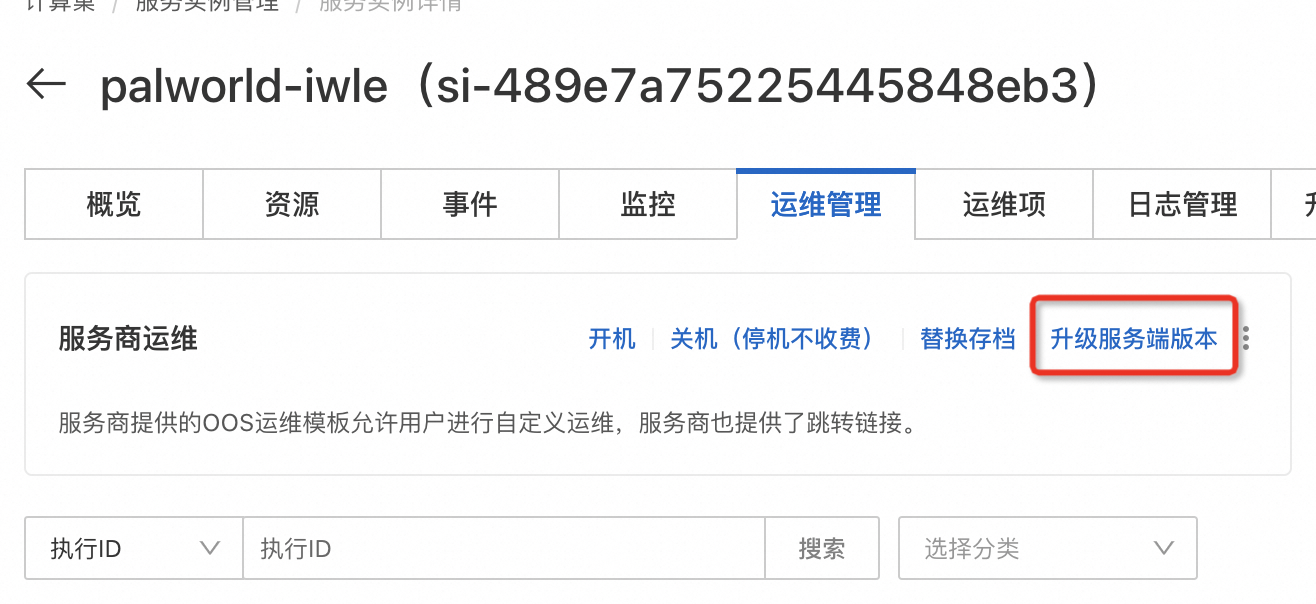 计算巢 / 服务实例管理 / 服务实例详情
← palworld-iwle（si-489e7a75225445848eb3）
概览 资源 事件 监控 运维管理 运维项 日志管理
服务商运维 开机 关机（停机不收费） 替换存档 升级服务端版本
服务商提供的OOS运维模板允许用户进行自定义运维，服务商也提供了跳转链接。
执行ID 执行ID 搜索 选择分类